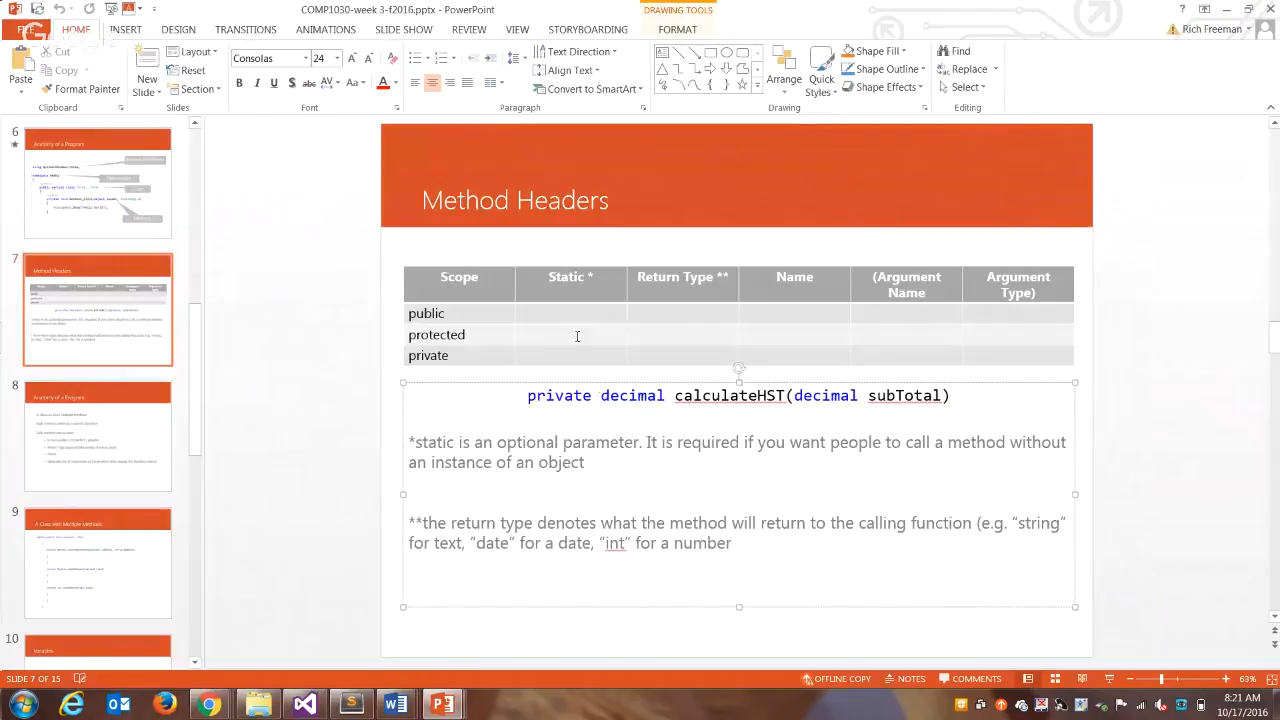 COMP1030-week 3-f2016.pptx - PowerPoint
DRAWING TOOLS
FILE HOME INSERT DESIGN TRANSITIONS ANIMATIONS SLIDE SHOW REVIEW VIEW STORYBOARDING FORMAT
Rich Freeman
Cut
Copy
Format Painter
Paste
Clipboard
New
Slide
Layout
Reset
Section
Slides
Consolas 24
Font
Text Direction
Align Text
Convert to SmartArt
Paragraph
Arrange
Quick
Styles
Shape Fill
Shape Outline
Shape Effects
Drawing
Find
Replace
Select
Editing
6
Anatomy of a Program
7
Method Headers
8
Anatomy of a Program
9
A Class with Multiple Methods
10
Variables
Method Headers
Scope Static * Return Type ** Name (Argument Name Argument Type)
public
protected
private
private decimal calculateHST(decimal subTotal)
*static is an optional parameter. It is required if you want people to call a method without
an instance of an object
**the return type denotes what the method will return to the calling function (e.g. “string”
for text, “date” for a date, “int” for a number
SLIDE 7 OF 15
OFFLINE COPY NOTES COMMENTS 63%
8:21 AM
10/17/2016